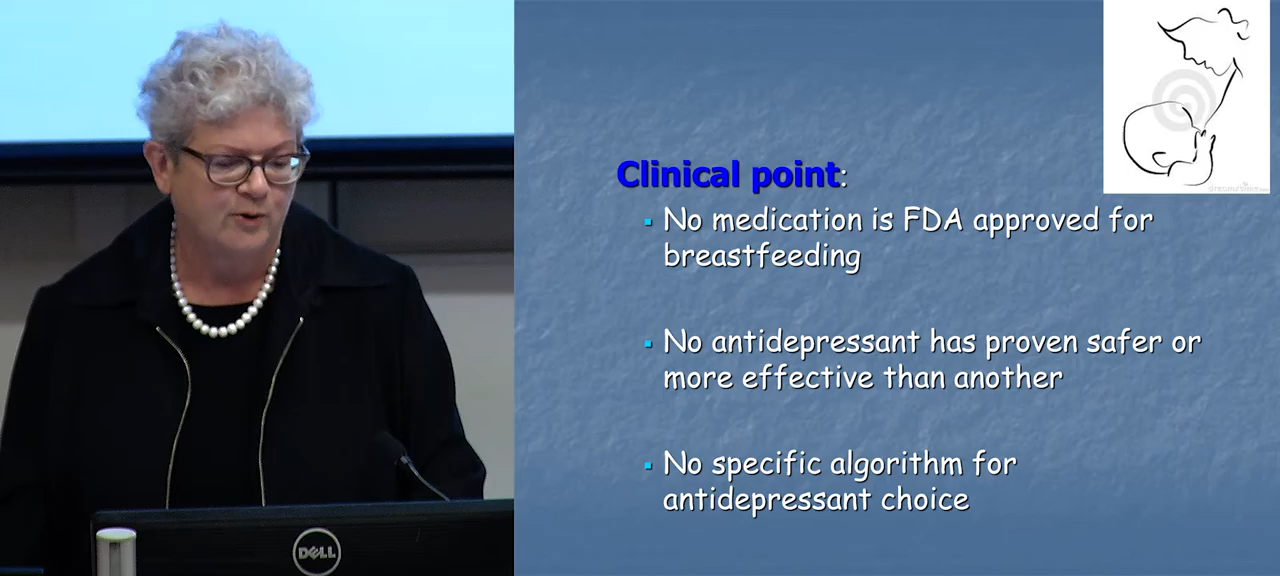 Clinical point:
No medication is FDA approved for
breastfeeding
No antidepressant has proven safer or
more effective than another
No specific algorithm for
antidepressant choice
DELL